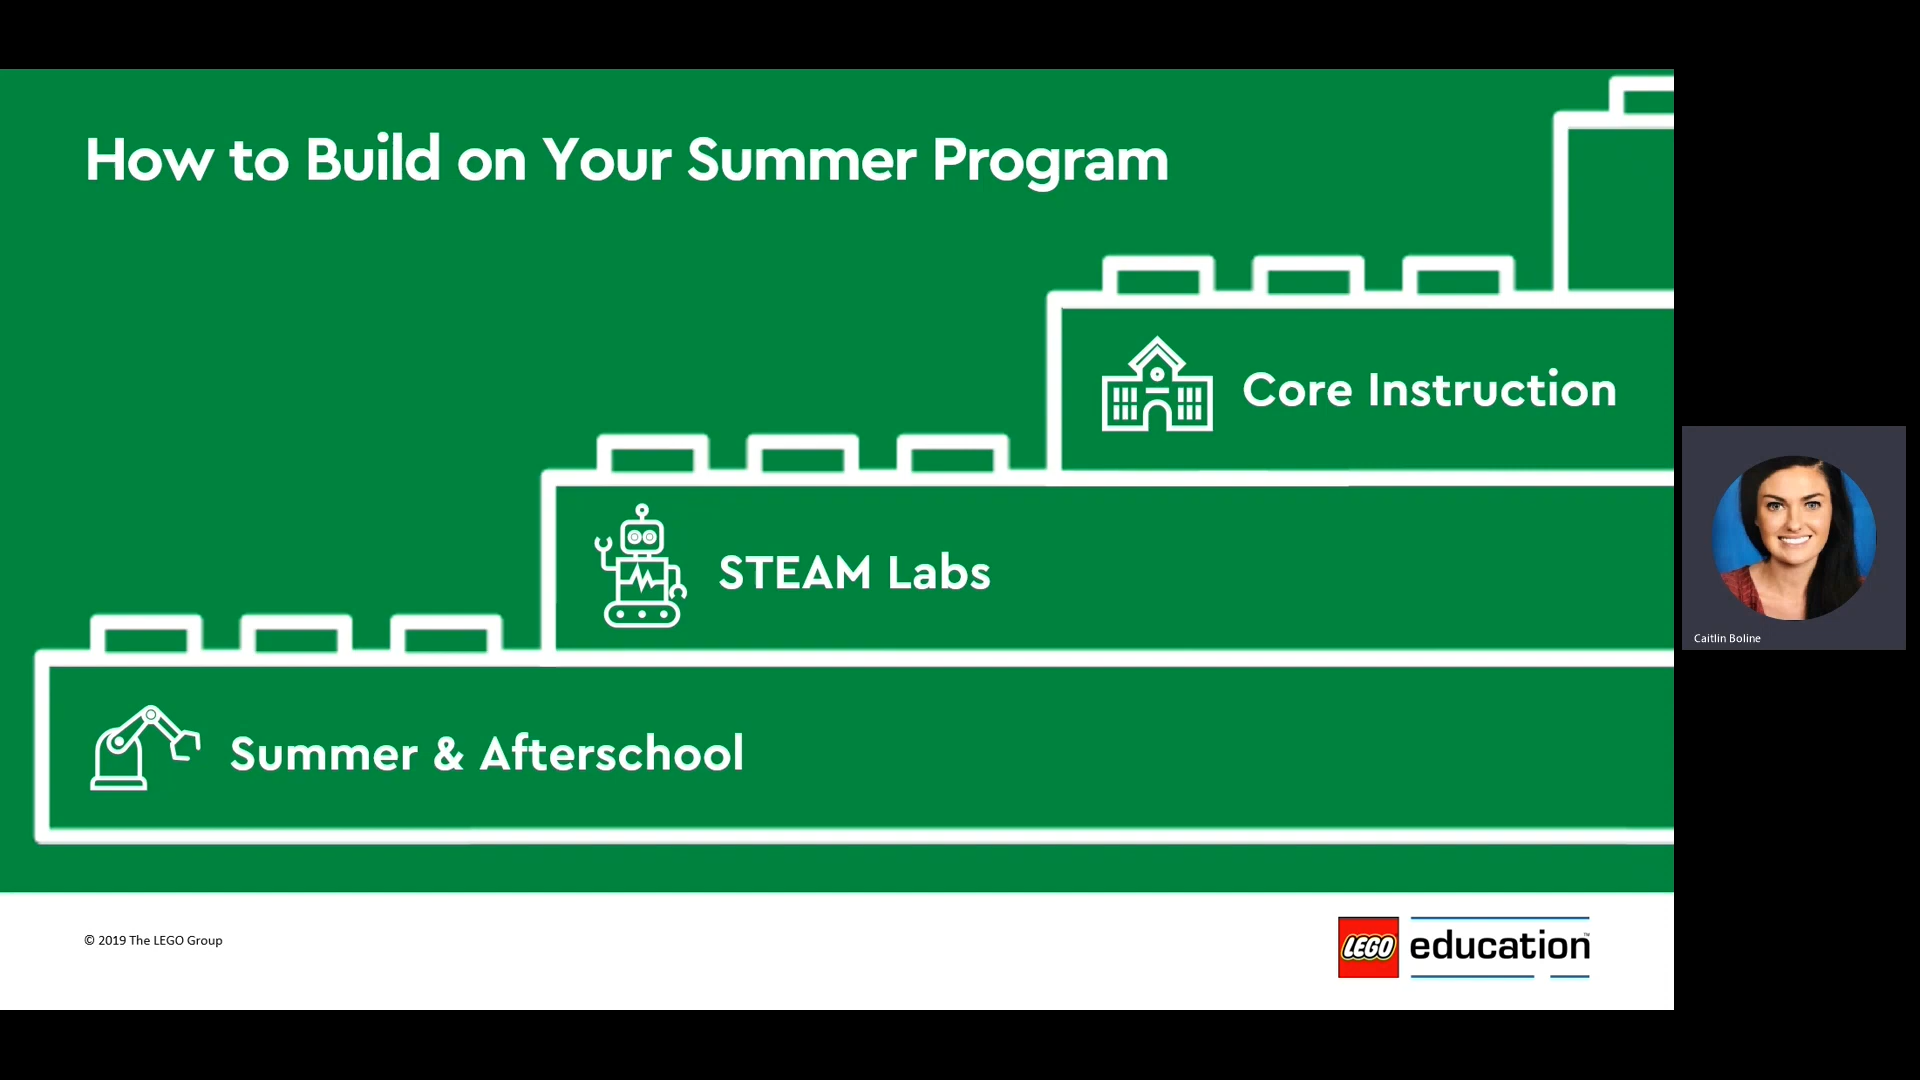 How to Build on Your Summer Program
Core Instruction
STEAM Labs
Summer & Afterschool
Caitlin Boline
© 2019 The LEGO Group
LEGO education™